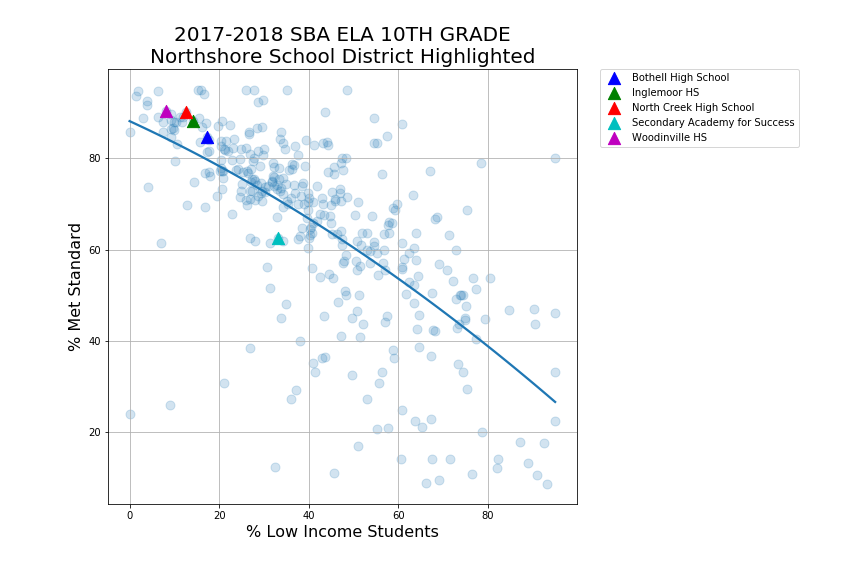 2017-2018 SBA ELA 10TH GRADE
Northshore School District Highlighted
Bothell High School
Inglemoor HS
North Creek High School
Secondary Academy for Success
Woodinville HS
% Met Standard
80
60
40
20
0
20
40
60
80
% Low Income Students